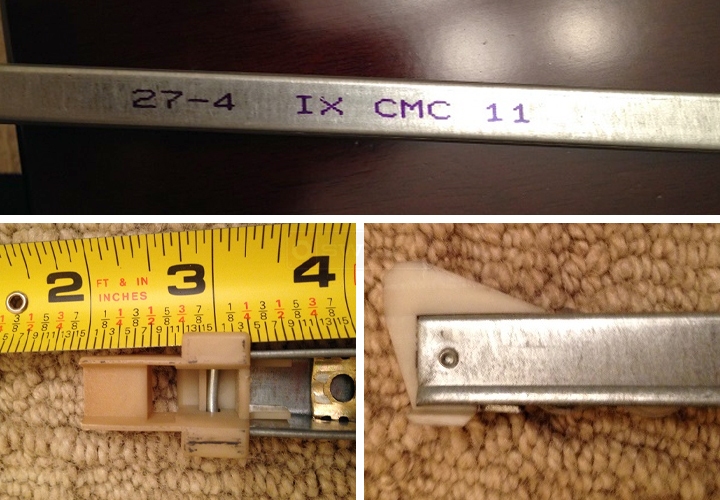 27-4 IX CMC 11
2 3 4
FT & IN
INCHES